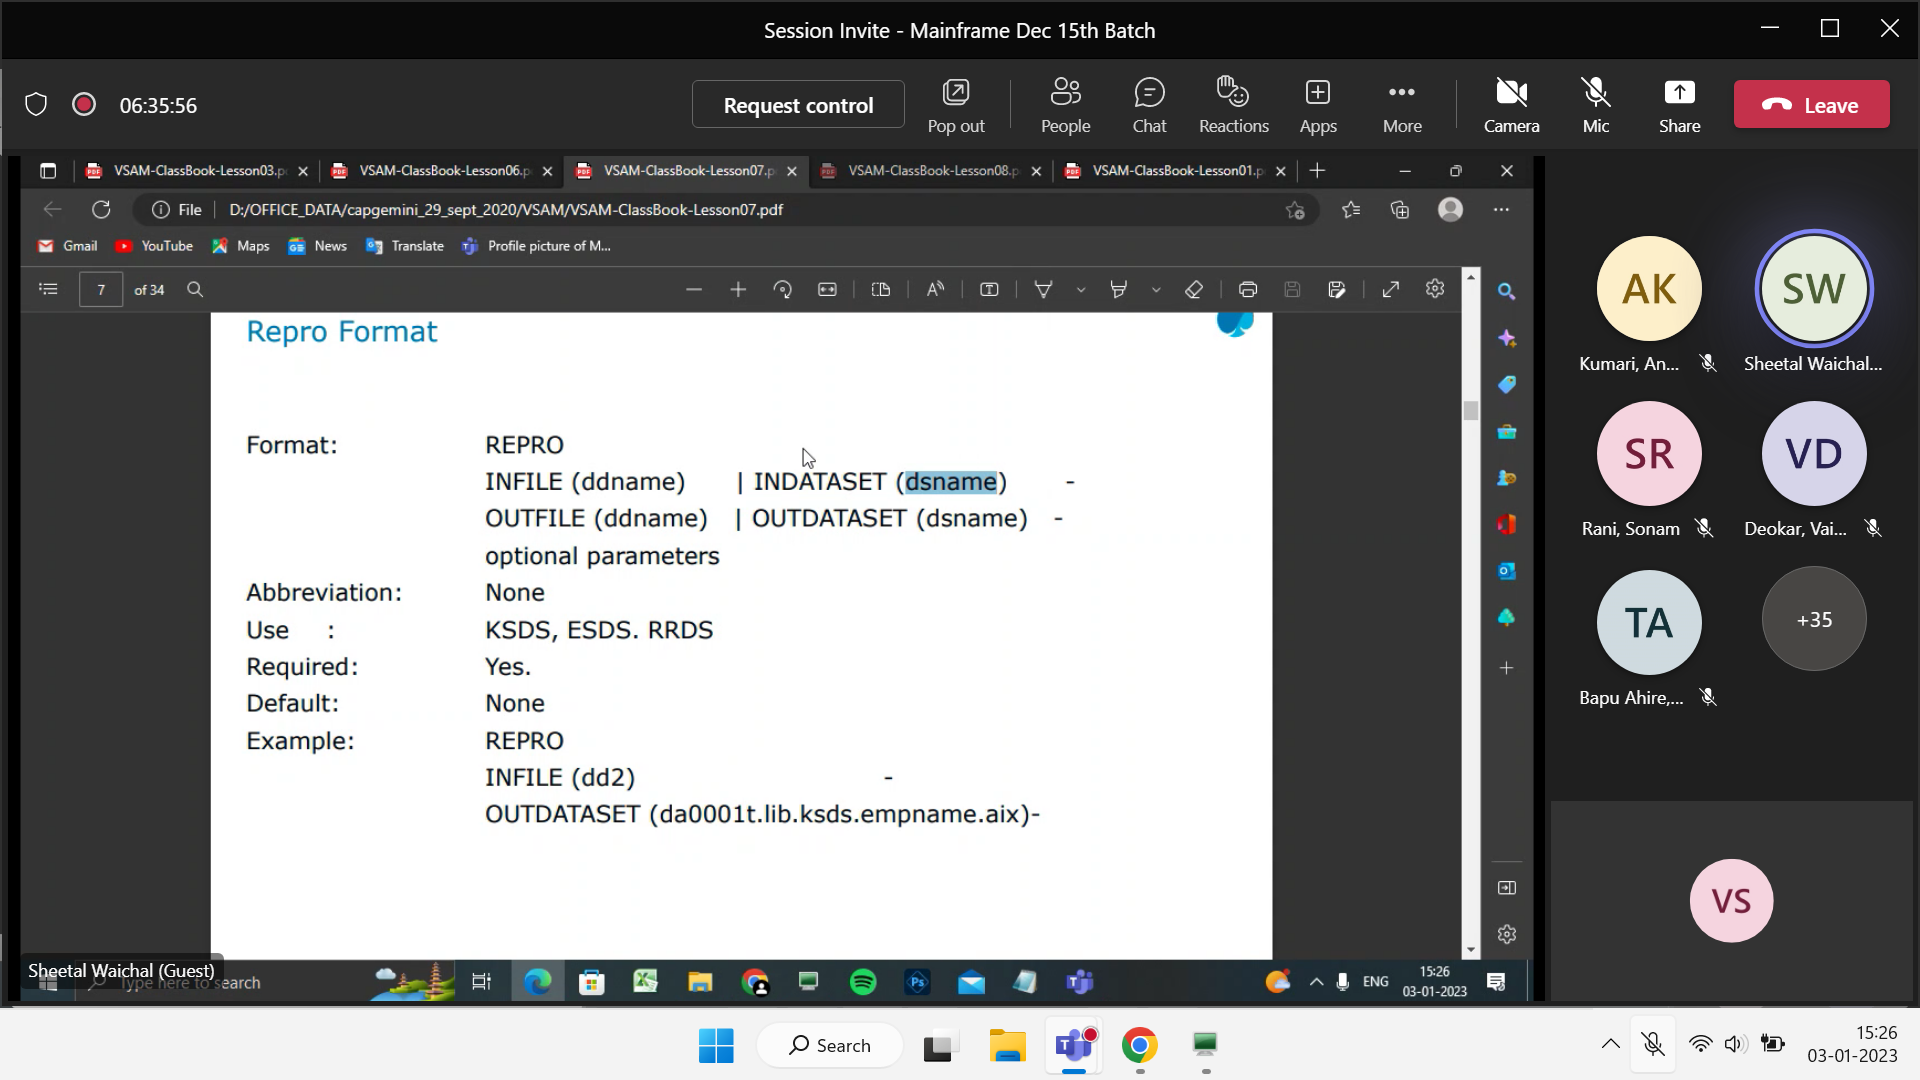 Session Invite - Mainframe Dec 15th Batch
06:35:56
Request control
Pop out
People
Chat
Reactions
Apps
More
Camera
Mic
Share
Leave
VSAM-ClassBook-Lesson03.p
VSAM-ClassBook-Lesson06.p
VSAM-ClassBook-Lesson07.p
VSAM-ClassBook-Lesson08.p
VSAM-ClassBook-Lesson01.p
File
D:/OFFICE_DATA/capgemini_29_sept_2020/VSAM/VSAM-ClassBook-Lesson07.pdf
Gmail
YouTube
Maps
News
Translate
Profile picture of M...
7 of 34
Repro Format
Format: REPRO
INFILE (ddname) | INDATASET (dsname) -
OUTFILE (ddname) | OUTDATASET (dsname) -
optional parameters
Abbreviation: None
Use : KSDS, ESDS. RRDS
Required: Yes.
Default: None
Example: REPRO
INFILE (dd2) -
OUTDATASET (da0001t.lib.ksds.empname.aix)-
AK
Kumari, An...
SW
Sheetal Waichal...
SR
Rani, Sonam
VD
Deokar, Vai...
TA
Bapu Ahire,...
+35
VS
Sheetal Waichal (Guest)
Type here to search
Ps
ENG
15:26
03-01-2023
Search
15:26
03-01-2023